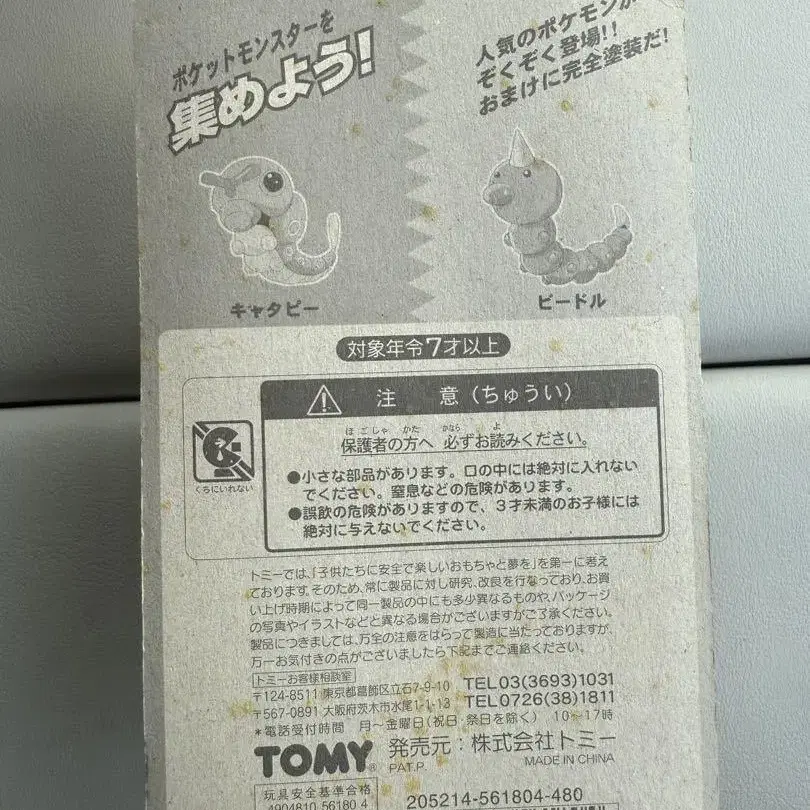 ポケットモンスターを
集めよう!
人気のポケモンが
ぞくぞく登場!!
おまけに完全塗装だ!
キャタピー
ビードル
対象年令7才以上
注 意(ちゅうい)
ほごしゃ かた かなら よ
保護者の方へ 必ずお読みください。
くちにいれない
●小さな部品があります。口の中には絶対に入れない
でください。窒息などの危険があります。
●誤飲の危険がありますので、3才未満のお子様には
絶対に与えないでください。
トミーでは、「子供たちに安全で楽しいおもちゃと夢を」を第一に考え
ております。そのため、常に製品に対し研究、改良を行なっており、お買
い上げ時期によって同一製品の中にも多少異なるものや、パッケージ
の写真やイラストなどと異なる場合がございますがご了承ください。
製品につきましては、万全の注意をはらって製造に当たっておりますが、
万一お気付きの点がございましたら下記までご連絡ください。
トミーお客様相談室
〒124-8511 東京都葛飾区立石7-9-10 TEL03(3693)1031
〒567-0891 大阪府茨木市水尾1-1-13 TEL0726(38)1811
*電話受付時間 月~金曜日(祝日・祭日を除く) 10~17時
TOMY® 発売元:株式会社トミー
PAT.P. MADE IN CHINA
玩具安全基準合格
4904810 56180 4
205214-561804-480